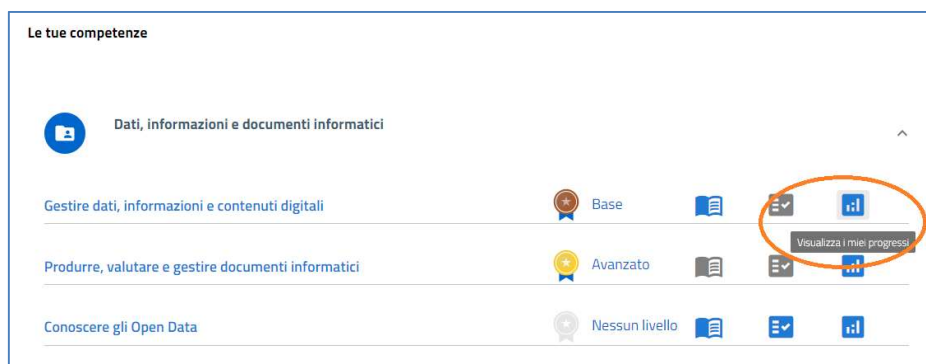 Le tue competenze
Dati, informazioni e documenti informatici
Gestire dati, informazioni e contenuti digitali Base
Visualizza i miei progressi
Produrre, valutare e gestire documenti informatici Avanzato
Conoscere gli Open Data Nessun livello